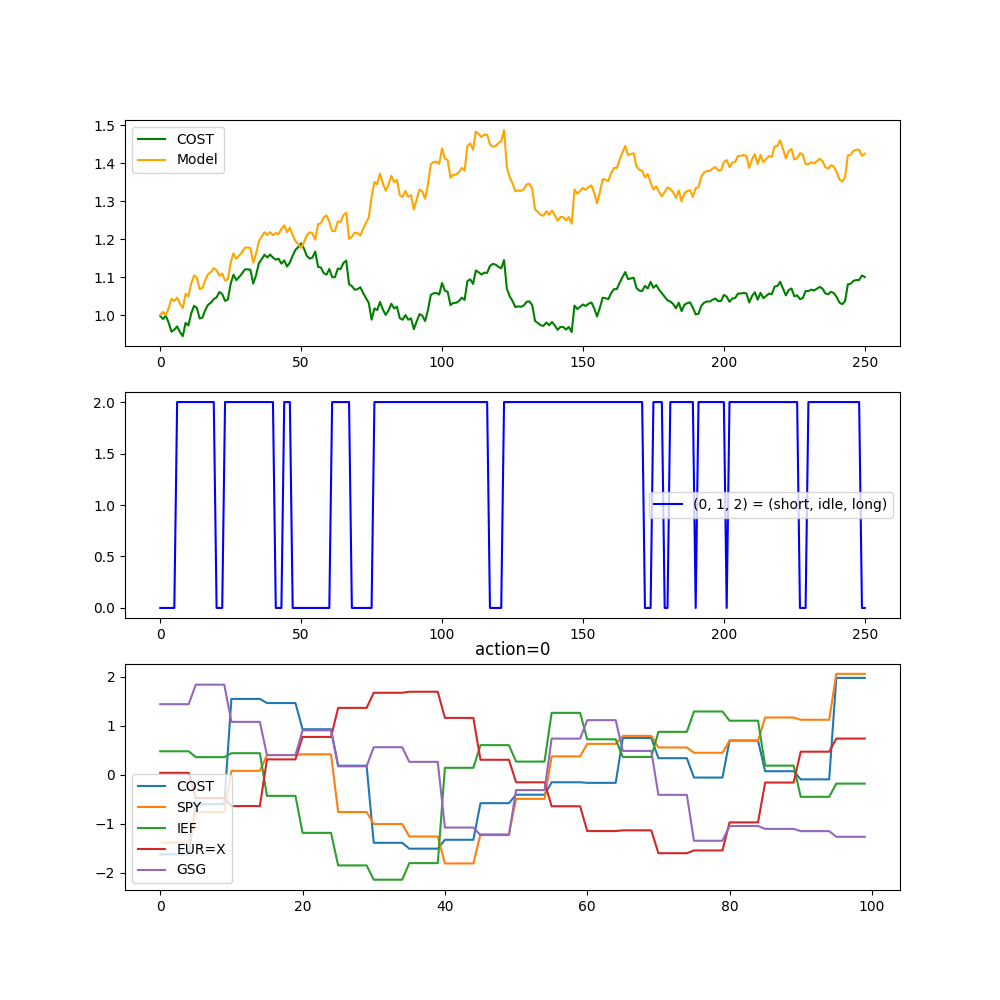 1.5
1.4
1.3
1.2
1.1
1.0
COST
Model
0 50 100 150 200 250
2.0
1.5
1.0
0.5
0.0
(0, 1, 2) = (short, idle, long)
0 50 100 150 200 250
action=0
2
1
0
−1
−2
COST
SPY
IEF
EUR=X
GSG
0 20 40 60 80 100